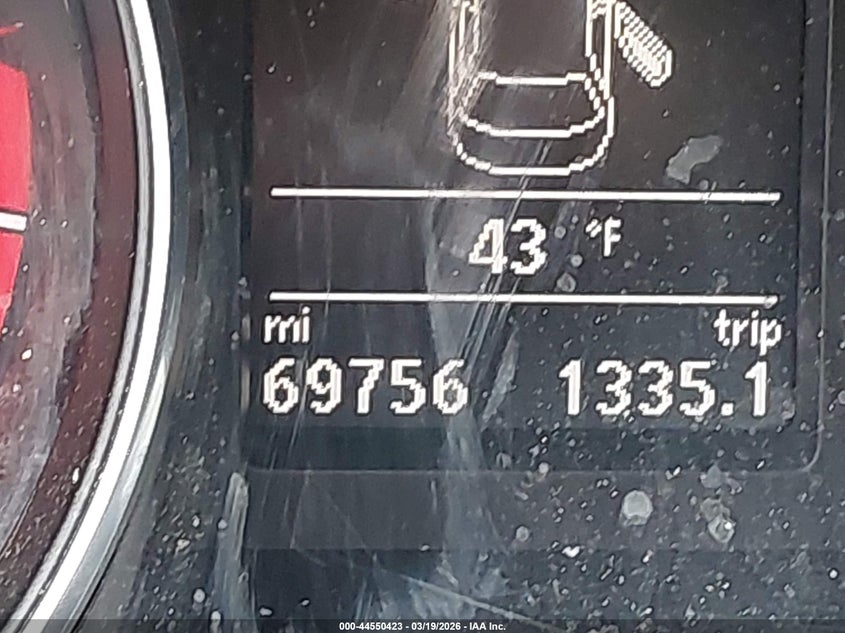 43 °F
mi trip
69756 1335.1
000-44550423 - 03/19/2026 - IAA Inc.